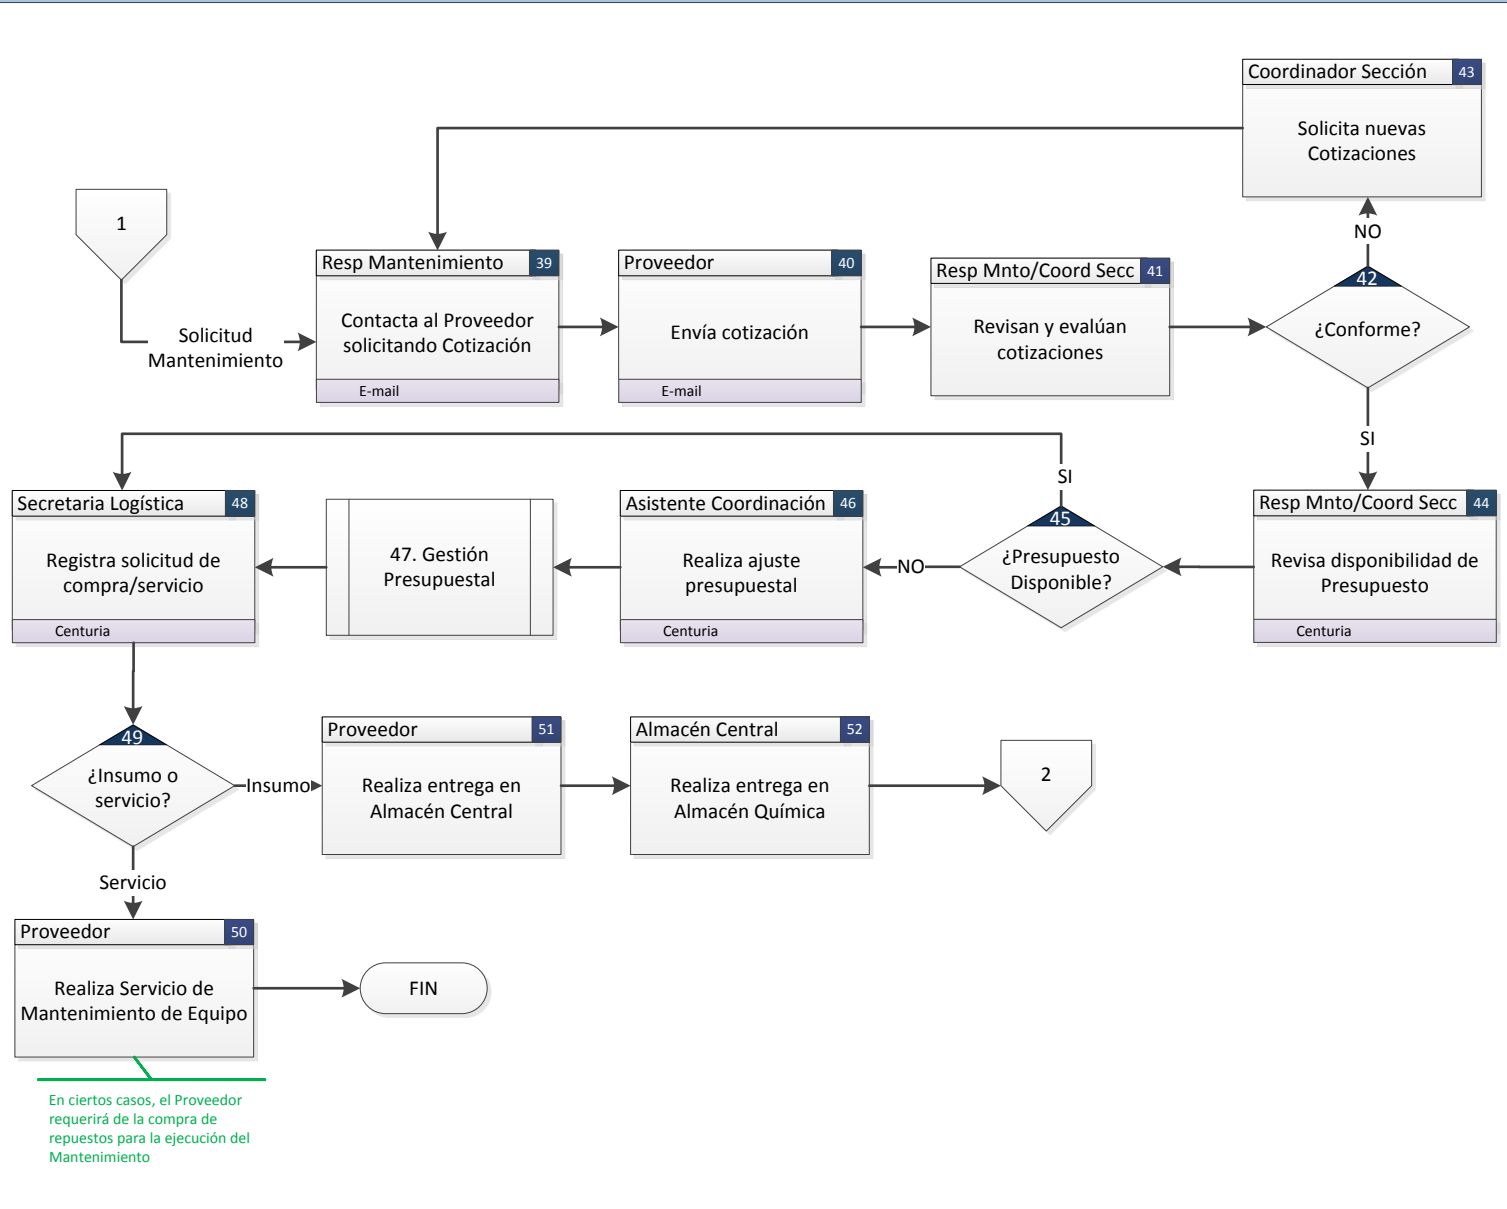 Coordinador Sección 43
Solicita nuevas
Cotizaciones
1
NO
Solicitud
Mantenimiento
Resp Mantenimiento 39
Contacta al Proveedor
solicitando Cotización
E-mail
Proveedor 40
Envía cotización
E-mail
Resp Mnto/Coord Secc 41
Revisan y evalúan
cotizaciones
42
¿Conforme?
SI
Resp Mnto/Coord Secc 44
Revisa disponibilidad de
Presupuesto
Centuria
SI
45
¿Presupuesto
Disponible?
NO
Asistente Coordinación 46
Realiza ajuste
presupuestal
Centuria
47. Gestión
Presupuestal
Secretaria Logística 48
Registra solicitud de
compra/servicio
Centuria
49
¿Insumo o
servicio?
Insumo
Proveedor 51
Realiza entrega en
Almacén Central
Almacén Central 52
Realiza entrega en
Almacén Química
2
Servicio
Proveedor 50
Realiza Servicio de
Mantenimiento de Equipo
FIN
En ciertos casos, el Proveedor
requerirá de la compra de
repuestos para la ejecución del
Mantenimiento